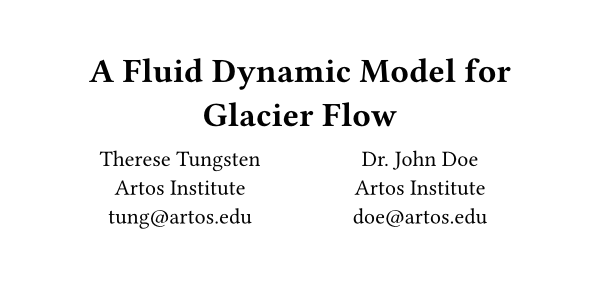 A Fluid Dynamic Model for
Glacier Flow
Therese Tungsten
Artos Institute
tung@artos.edu
Dr. John Doe
Artos Institute
doe@artos.edu